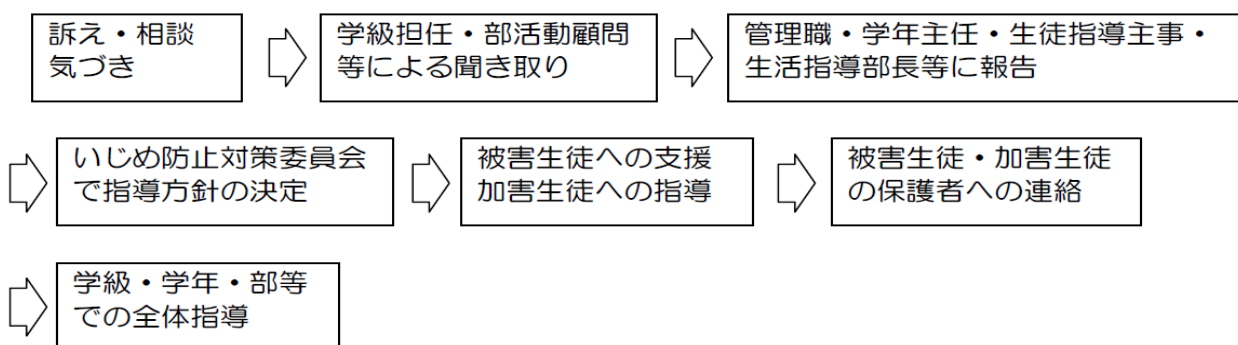 訴え・相談
気づき
学級担任・部活動顧問
等による聞き取り
管理職・学年主任・生徒指導主事・
生活指導部長等に報告
いじめ防止対策委員会
で指導方針の決定
被害生徒への支援
加害生徒への指導
被害生徒・加害生徒
の保護者への連絡
学級・学年・部等
での全体指導